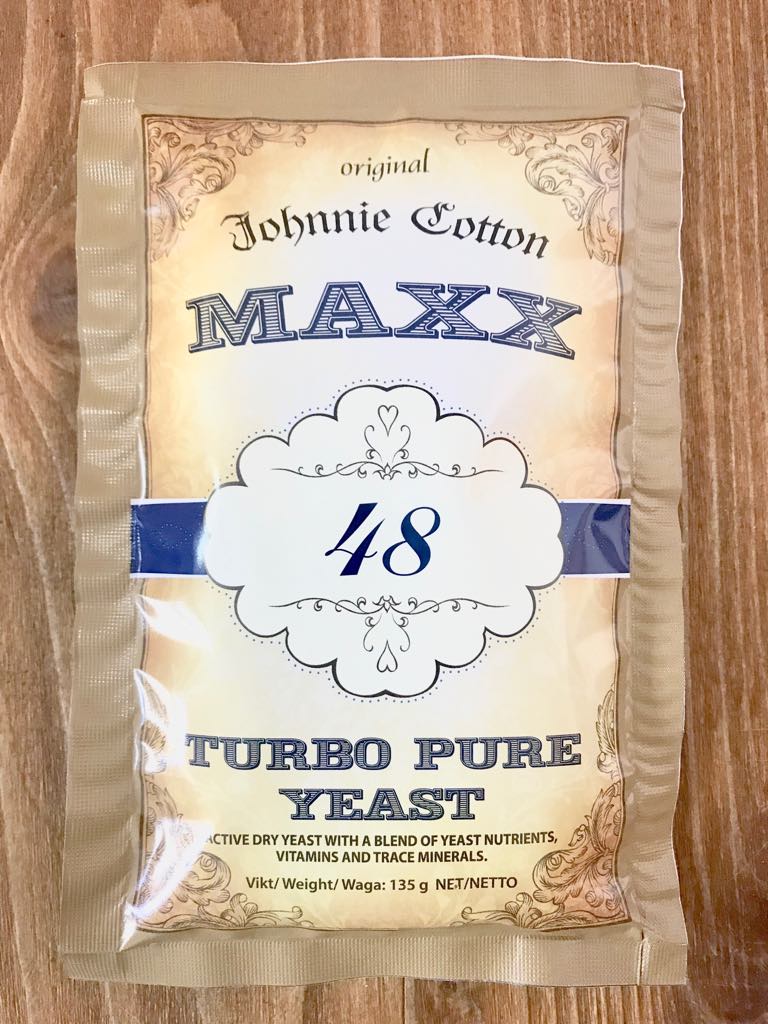 original
Johnnie Cotton
MAXX
48
TURBO PURE
YEAST
ACTIVE DRY YEAST WITH A BLEND OF YEAST NUTRIENTS,
VITAMINS AND TRACE MINERALS.
Vikt/ Weight/ Waga: 135 g NET/NETTO